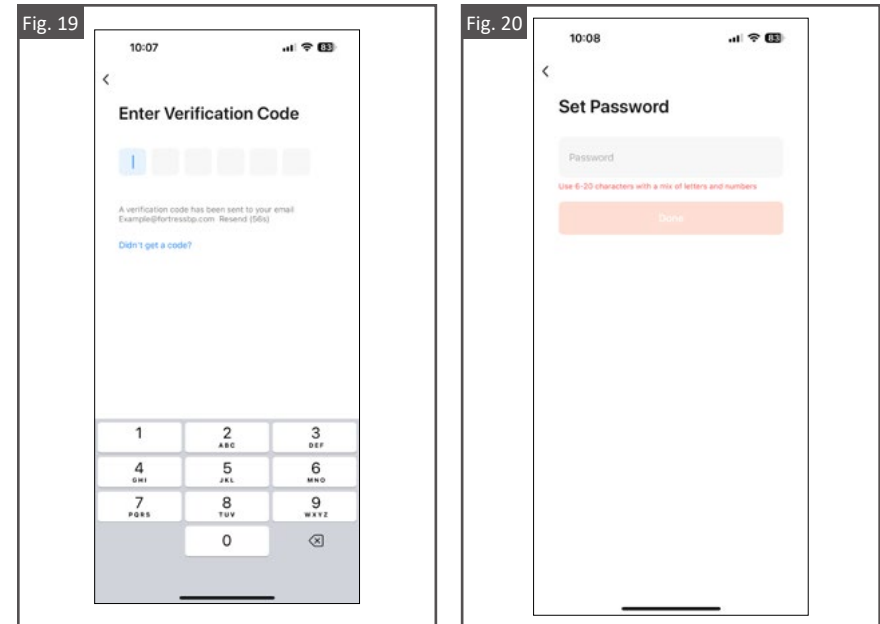 Fig. 19
10:07
83
Enter Verification Code
A verification code has been sent to your email
Example@fortressbp.com Resend (56s)
Didn't get a code?
1
2
ABC
3
DEF
4
GHI
5
JKL
6
MNO
7
PQRS
8
TUV
9
WXYZ
0
Fig. 20
10:08
83
Set Password
Password
Use 6-20 characters with a mix of letters and numbers
Done